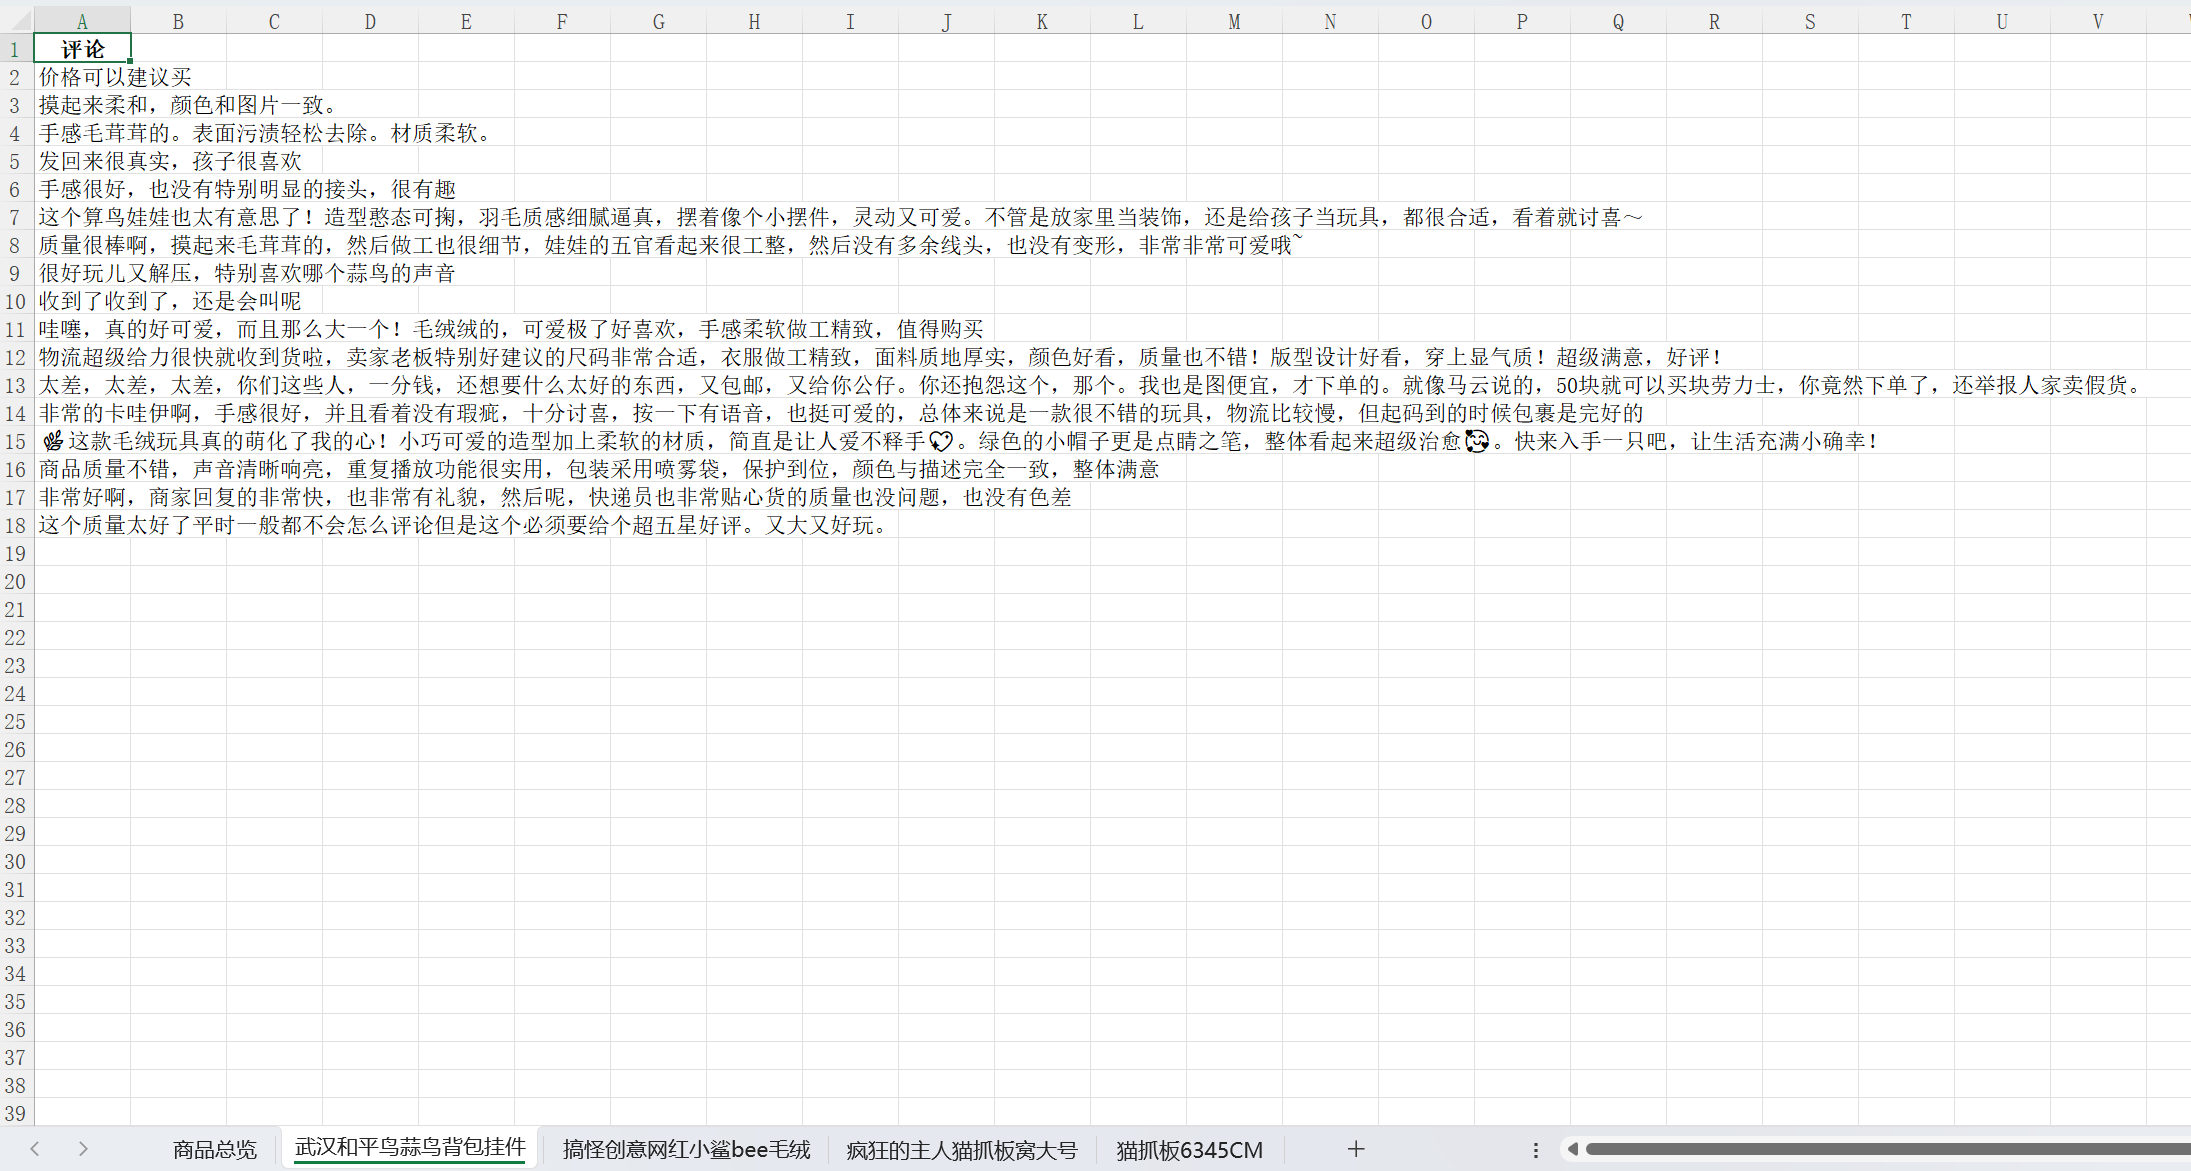 A B C D E F G H I J K L M N O P Q R S T U V
1 评论
2 价格可以建议买
3 摸起来柔和，颜色和图片一致。
4 手感毛茸茸的。表面污渍轻松去除。材质柔软。
5 发回来很真实，孩子很喜欢
6 手感很好，也没有特别明显的接头，很有趣
7 这个算鸟娃娃也太有意思了！造型憨态可掬，羽毛质感细腻逼真，摆着像个小摆件，灵动又可爱。不管是放家里当装饰，还是给孩子当玩具，都很合适，看着就讨喜～
8 质量很棒啊，摸起来毛茸茸的，然后做工也很细节，娃娃的五官看起来很工整，然后没有多余线头，也没有变形，非常非常可爱哦~
9 很好玩儿又解压，特别喜欢哪个蒜鸟的声音
10 收到了收到了，还是会叫呢
11 哇噻，真的好可爱，而且那么大一个！毛绒绒的，可爱极了好喜欢，手感柔软做工精致，值得购买
12 物流超级给力很快就收到货啦，卖家老板特别好建议的尺码非常合适，衣服做工精致，面料质地厚实，颜色好看，质量也不错！版型设计好看，穿上显气质！超级满意，好评！
13 太差，太差，太差，你们这些人，一分钱，还想要什么太好的东西，又包邮，又给你公仔。你还抱怨这个，那个。我也是图便宜，才下单的。就像马云说的，50块就可以买块劳力士，你竟然下单了，还举报人家卖假货。
14 非常的卡哇伊啊，手感很好，并且看着没有瑕疵，十分讨喜，按一下有语音，也挺可爱的，总体来说是一款很不错的玩具，物流比较慢，但起码到的时候包裹是完好的
15 🌿这款毛绒玩具真的萌化了我的心！小巧可爱的造型加上柔软的材质，简直是让人爱不释手💖。绿色的小帽子更是点睛之笔，整体看起来超级治愈🥰。快来入手一只吧，让生活充满小确幸！
16 商品质量不错，声音清晰响亮，重复播放功能很实用，包装采用喷雾袋，保护到位，颜色与描述完全一致，整体满意
17 非常好啊，商家回复的非常快，也非常有礼貌，然后呢，快递员也非常贴心货的质量也没问题，也没有色差
18 这个质量太好了平时一般都不会怎么评论但是这个必须要给个超五星好评。又大又好玩。
19
20
21
22
23
24
25
26
27
28
29
30
31
32
33
34
35
36
37
38
39
商品总览 武汉和平鸟蒜鸟背包挂件 搞怪创意网红小鲨bee毛绒 疯狂的主人猫抓板窝大号 猫抓板6345CM